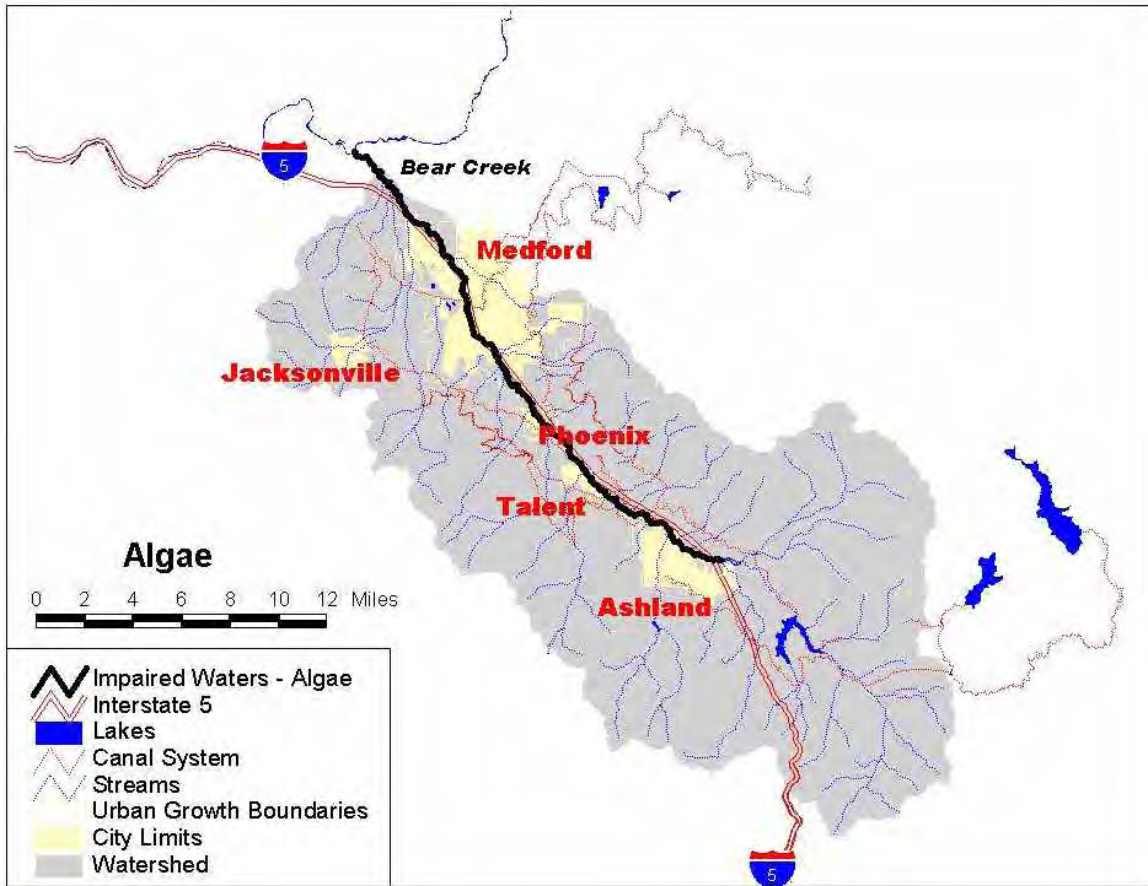 5
Bear Creek
Medford
Jacksonville
Phoenix
Talent
Algae
0 2 4 6 8 10 12 Miles
Ashland
Impaired Waters - Algae
Interstate 5
Lakes
Canal System
Streams
Urban Growth Boundaries
City Limits
Watershed
5